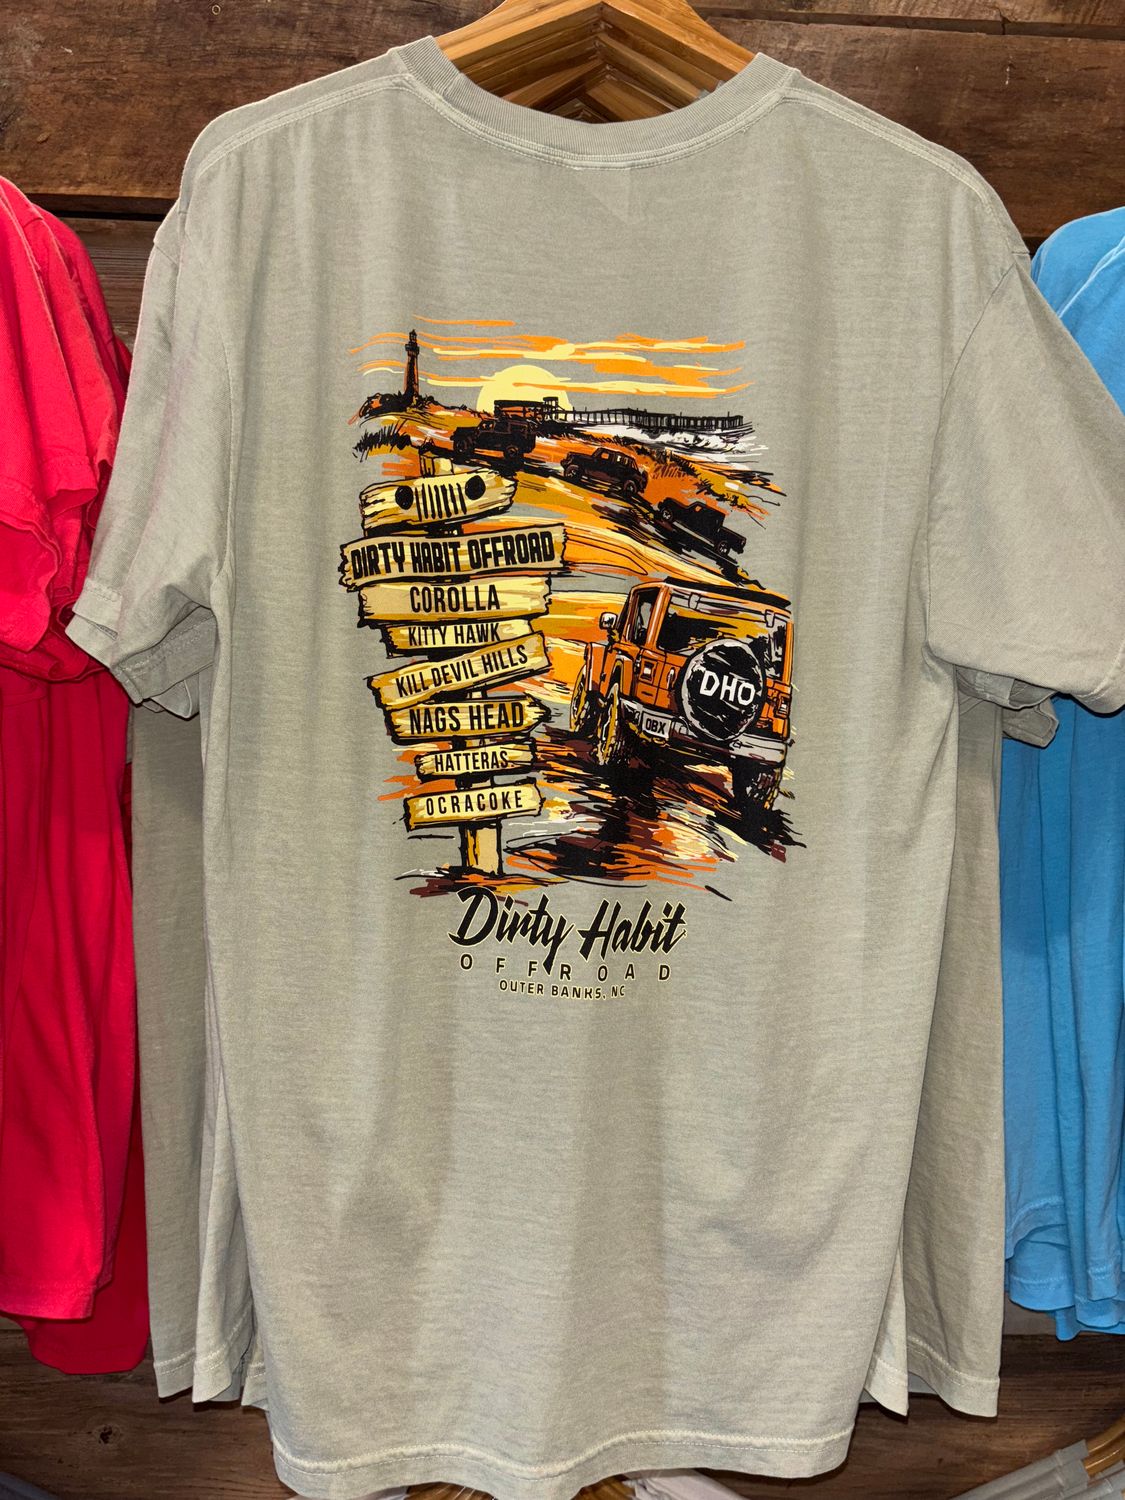 DIRTY HABIT OFFROAD
COROLLA
KITTY HAWK
KILL DEVIL HILLS
NAGS HEAD
HATTERAS
OCRACOKE
DHO
OBX
Dirty Habit
OFFROAD
OUTER BANKS, NC